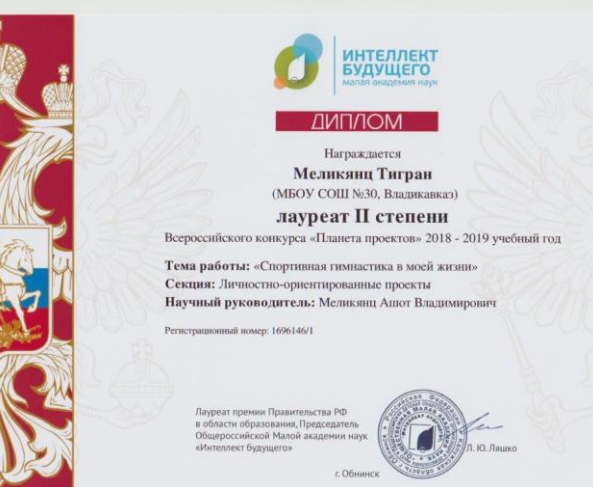 ИНТЕЛЛЕКТ
БУДУЩЕГО
малая академия наук
ДИПЛОМ
Награждается
Меликянц Тигран
(МБОУ СОШ №30, Владикавказ)
лауреат II степени
Всероссийского конкурса «Планета проектов» 2018 - 2019 учебный год
Тема работы: «Спортивная гимнастика в моей жизни»
Секция: Личностно-ориентированные проекты
Научный руководитель: Меликянц Ашот Владимирович
Регистрационный номер: 1696146/1
Лауреат премии Правительства РФ
в области образования, Председатель
Общероссийской Малой академии наук
«Интеллект будущего»
Л. Ю. Ляшко
г. Обнинск